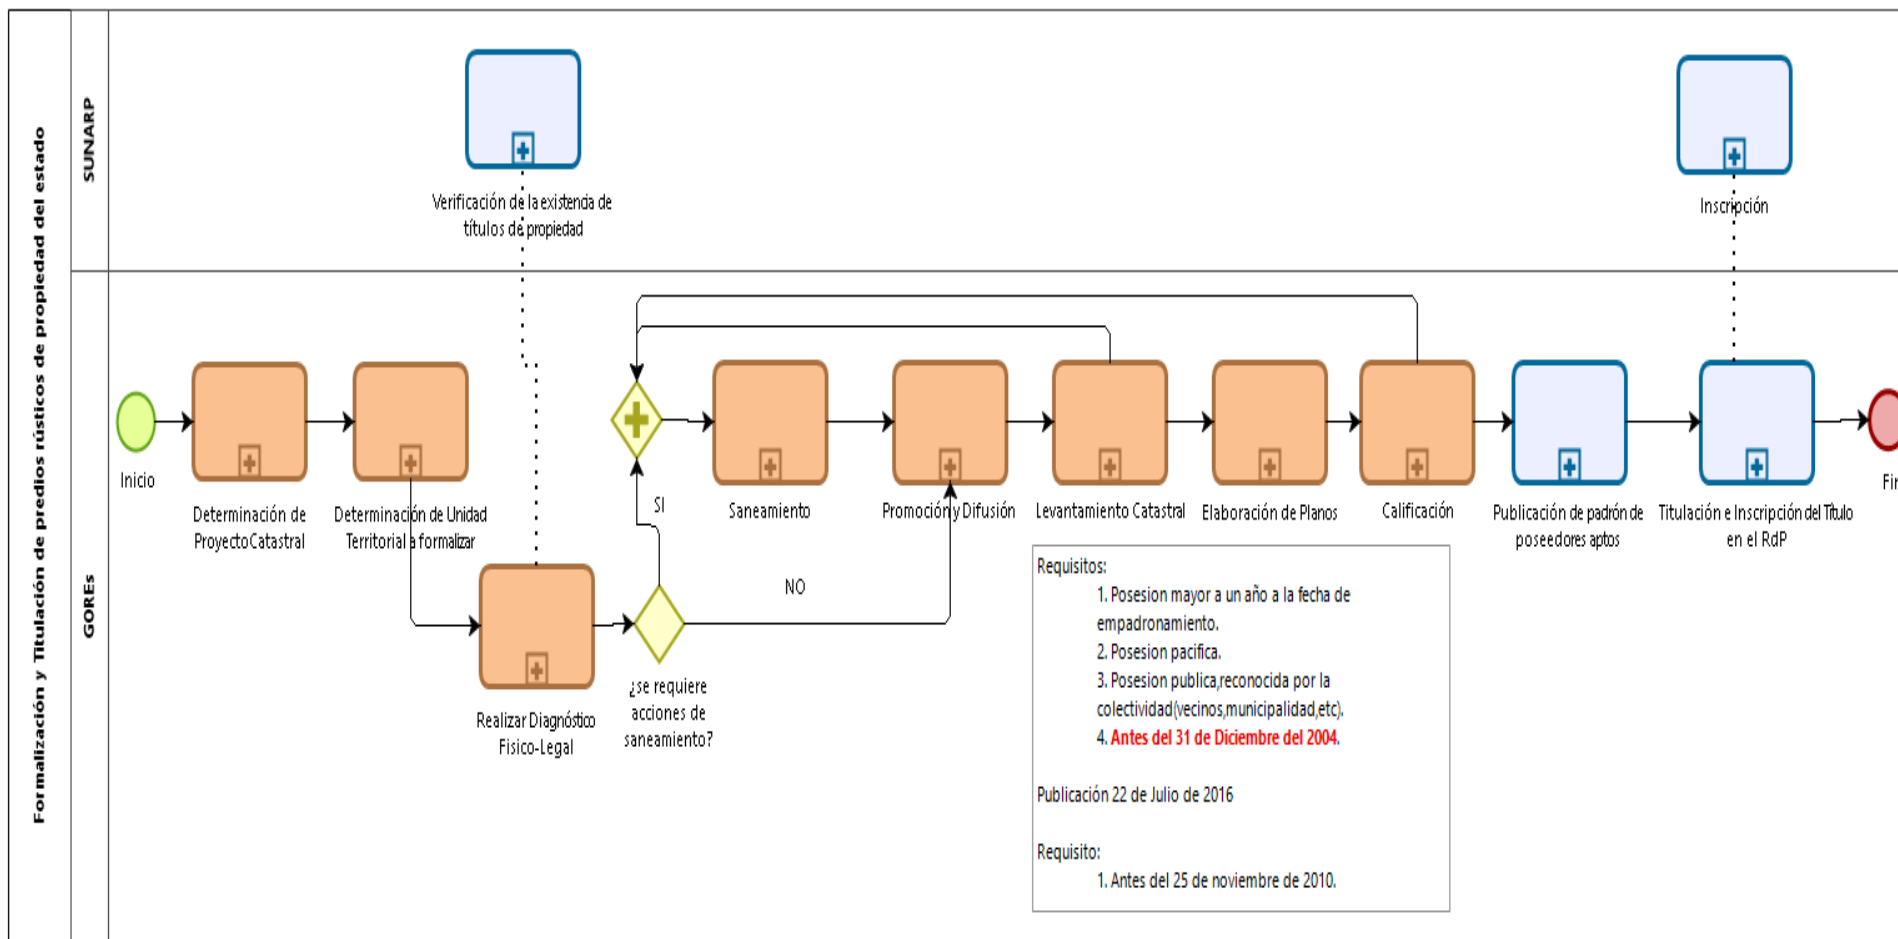 Formalización y Titulación de predios rústicos de propiedad del estado
SUNARP
Verificación de la existencia de
títulos de propiedad
Inscripción
GOREs
Inicio
Determinación de
Proyecto Catastral
Determinación de Unidad
Territorial a formalizar
Realizar Diagnóstico
Fisico-Legal
¿se requiere
acciones de
saneamiento?
SI
NO
Saneamiento
Promoción y Difusión
Levantamiento Catastral
Elaboración de Planos
Calificación
Publicación de padrón de
poseedores aptos
Titulación e Inscripción del Título
en el RdP
Fin
Requisitos:
1. Posesion mayor a un año a la fecha de
empadronamiento.
2. Posesion pacifica.
3. Posesion publica,reconocida por la
colectividad(vecinos,municipalidad,etc).
4. Antes del 31 de Diciembre del 2004.
Publicación 22 de Julio de 2016
Requisito:
1. Antes del 25 de noviembre de 2010.